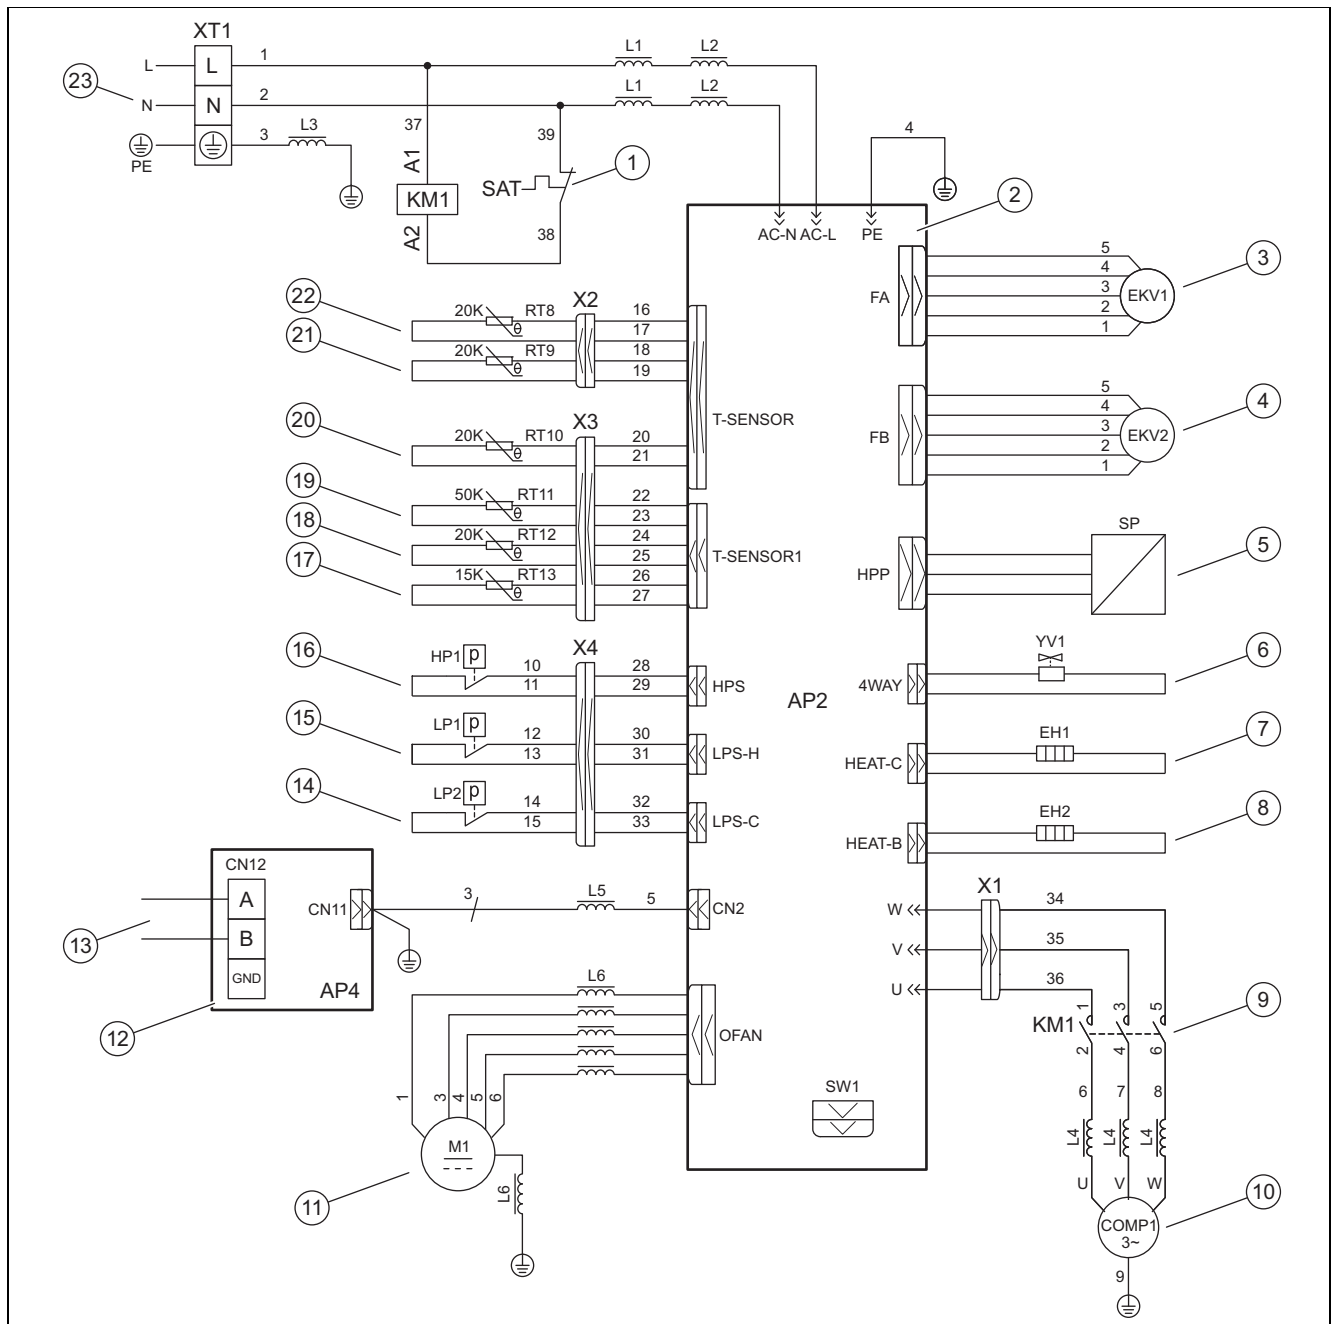 XT1
L L 1 L1 L2
23
N N 2 L1 L2
PE 3 L3
37 39 4
A1 1
SAT
KM1
2
A2 38
AC-N AC-L PE
22 X2 FA 5 3
20K RT8 16 4
θ 17 3 EKV1
21 20K RT9 18 2
θ 19 1
20 X3 T-SENSOR 5 4
20K RT10 20 FB 4
θ 21 3 EKV2
2
1
19 50K RT11 22
θ 23
18 20K RT12 24 SP
θ 25 T-SENSOR1 5
17 15K RT13 26 HPP
θ 27
16 X4 YV1 6
HP1 p 10 28
11 29 HPS 4WAY
AP2
15 LP1 p 12 30 EH1 7
13 31 LPS-H HEAT-C
14 LP2 p 14 32 EH2 8
15 33 LPS-C HEAT-B
CN12 X1
A CN11 3 L5 5 CN2 W 34
13 B V 35
GND AP4 U 36
12 L6 1 3 5 9
OFAN KM1
2 4 6
1 3 4 5 6 SW1 6 7 8
M1 L4 L4 L4
11 L6 U V W 10
COMP1
3~
9